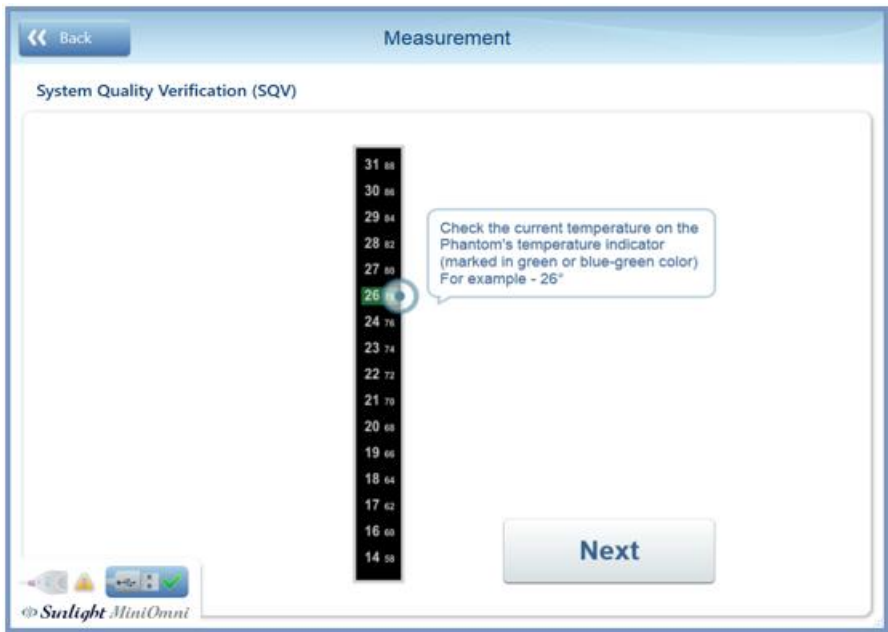 Back
Measurement
System Quality Verification (SQV)
31 88
30 86
29 84
28 82
27 80
26
24 76
23 74
22 72
21 70
20 68
19 66
18 64
17 62
16 60
14 58
Check the current temperature on the
Phantom's temperature indicator
(marked in green or blue-green color)
For example - 26°
Next
Sunlight MiniOmni